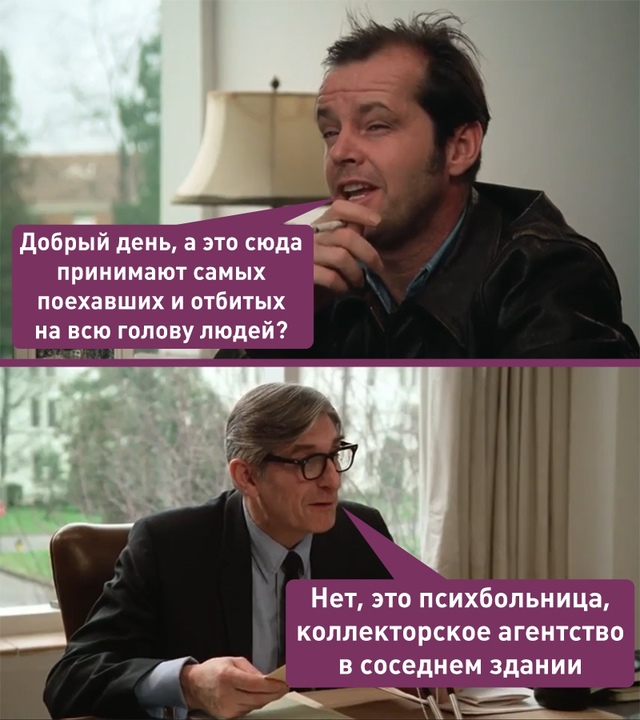 Добрый день, а это сюда
принимают самых
поехавших и отбитых
на всю голову людей?
Нет, это психбольница,
коллекторское агентство
в соседнем здании